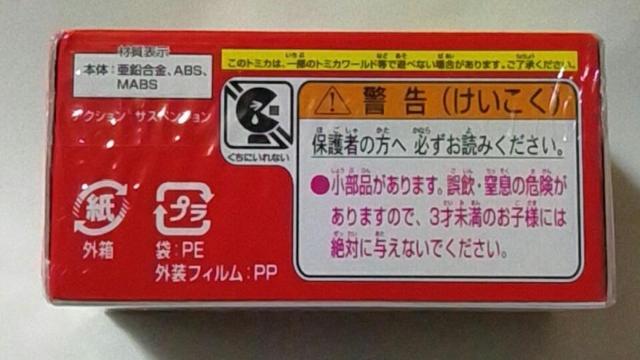 材質表示
本体:亜鉛合金、ABS、
MABS
アクション サスペンション
このトミカは、一部のトミカワールド等で遊べない場合があります。ご了承ください。
くちにいれない
警告(けいこく)
保護者の方へ 必ずお読みください。
●小部品があります。誤飲・窒息の危険が
ありますので、3才未満のお子様には
絶対に与えないでください。
紙
外箱
プラ
袋:PE
外装フィルム:PP